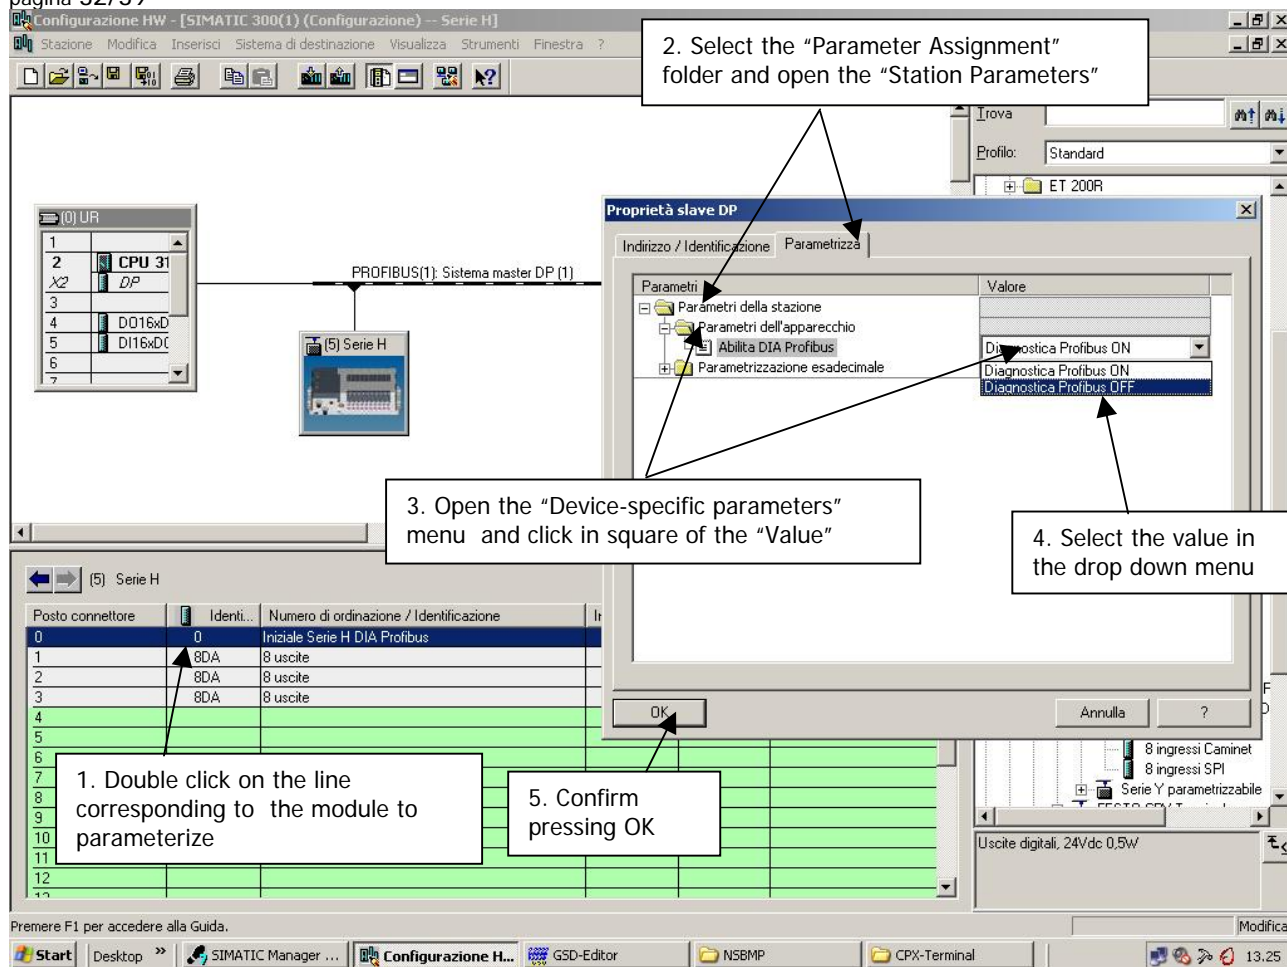 pagina 32/39
Configurazione HW - [SIMATIC 300(1) (Configurazione) -- Serie H]
Stazione Modifica Inserisci Sistema di destinazione Visualizza Strumenti Finestra ?
2. Select the “Parameter Assignment”
folder and open the “Station Parameters”
Trova
Profilo: Standard
ET 200R
(0) UR
1
2 CPU 31
X2 DP
3
4 DO16xD
5 DI16xDC
6
7
PROFIBUS(1): Sistema master DP (1)
(5) Serie H
Proprietà slave DP
Indirizzo / Identificazione Parametrizza
Parametri Valore
Parametri della stazione
Parametri dell'apparecchio
Abilita DIA Profibus Diagnostica Profibus ON
Parametrizzazione esadecimale Diagnostica Profibus ON
Diagnostica Profibus OFF
3. Open the “Device-specific parameters”
menu and click in square of the “Value”
4. Select the value in
the drop down menu
OK Annulla ?
(5) Serie H
Posto connettore Identi... Numero di ordinazione / Identificazione
0 0 Iniziale Serie H DIA Profibus
1 8DA 8 uscite
2 8DA 8 uscite
3 8DA 8 uscite
4
5
6
7
8
9
10
11
12
1. Double click on the line
corresponding to the module to
parameterize
5. Confirm
pressing OK
8 ingressi Caminet
8 ingressi SPI
Serie Y parametrizzabile
Uscite digitali, 24Vdc 0,5W
Premere F1 per accedere alla Guida.
Modifica
Start Desktop » SIMATIC Manager ... Configurazione H... GSD-Editor NSBMP CPX-Terminal 13.25